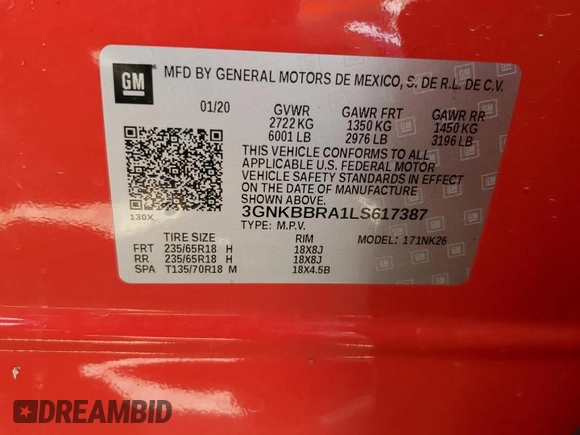 GM
MFD BY GENERAL MOTORS DE MEXICO, S. DE R.L. DE C.V.
01/20 GVWR GAWR FRT GAWR RR
2722 KG 1350 KG 1450 KG
6001 LB 2976 LB 3196 LB
THIS VEHICLE CONFORMS TO ALL
APPLICABLE U.S. FEDERAL MOTOR
VEHICLE SAFETY STANDARDS IN EFFECT
ON THE DATE OF MANUFACTURE
SHOWN ABOVE.
3GNKBBRA1LS617387
130X TYPE: M.P.V.
TIRE SIZE RIM MODEL: 171NK26
FRT 235/65R18 H 18X8J
RR 235/65R18 H 18X8J
SPA T135/70R18 M 18X4.5B
DREAMBID